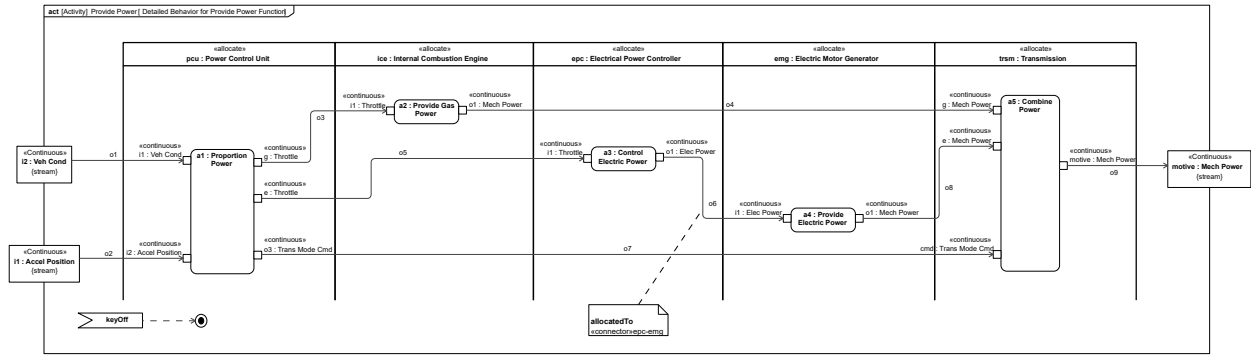 act [Activity] Provide Power [ Detailed Behavior for Provide Power Function]
«allocate»
pcu : Power Control Unit
«allocate»
ice : Internal Combustion Engine
«allocate»
epc : Electrical Power Controller
«allocate»
emg : Electric Motor Generator
«allocate»
trsm : Transmission
«Continuous»
i2 : Veh Cond
{stream}
o1
«continuous»
i1 : Veh Cond
a1 : Proportion
Power
«continuous»
g : Throttle
o3
«continuous»
i1 : Throttle
a2 : Provide Gas
Power
«continuous»
o1 : Mech Power
o4
«continuous»
g : Mech Power
a5 : Combine
Power
«continuous»
e : Throttle
o5
«continuous»
i1 : Throttle
a3 : Control
Electric Power
«continuous»
o1 : Elec Power
o6
«continuous»
i1 : Elec Power
a4 : Provide
Electric Power
«continuous»
o1 : Mech Power
o8
«continuous»
e : Mech Power
«continuous»
motive : Mech Power
o9
«Continuous»
motive : Mech Power
{stream}
«Continuous»
i1 : Accel Position
{stream}
o2
«continuous»
i2 : Accel Position
«continuous»
o3 : Trans Mode Cmd
o7
«continuous»
cmd : Trans Mode Cmd
keyOff
allocatedTo
«connector»epc-emg